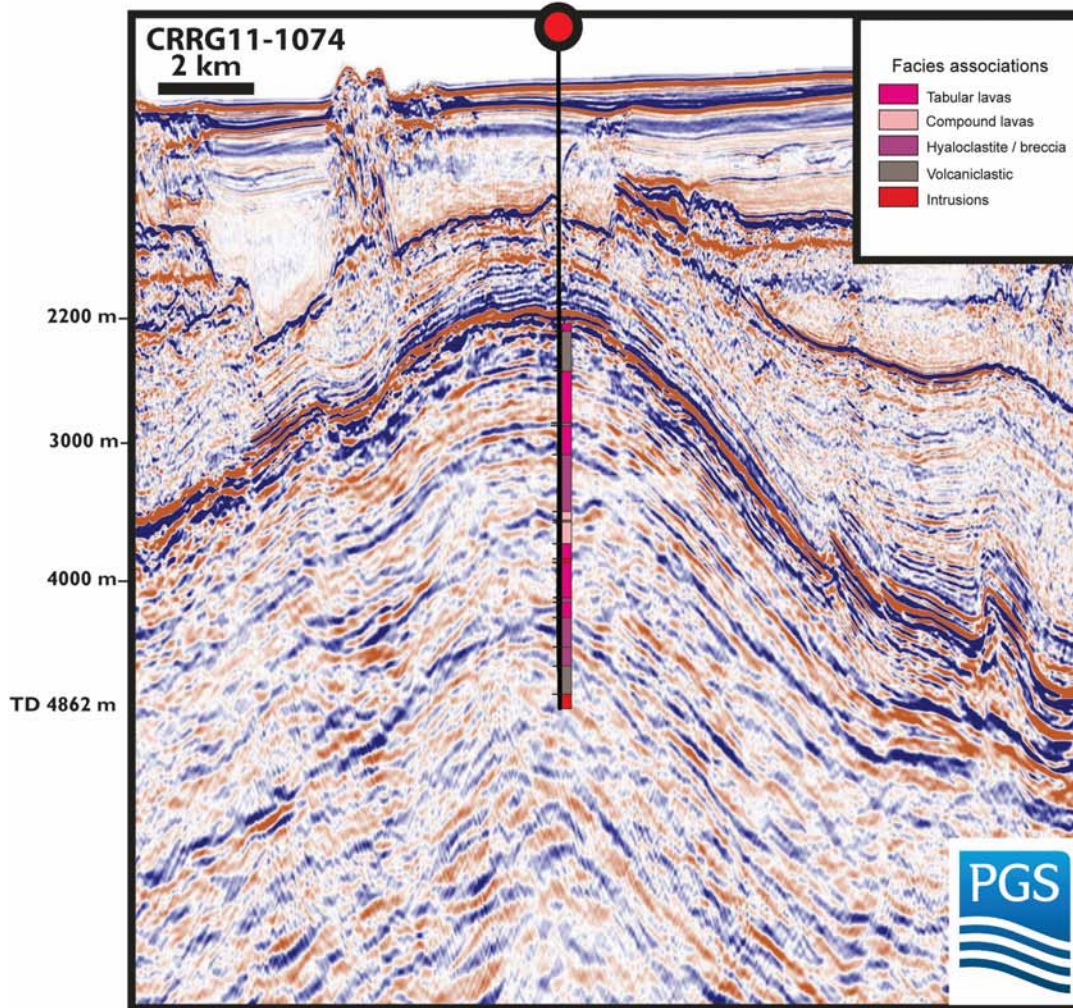 CRRG11-1074
2 km
Facies associations
Tabular lavas
Compound lavas
Hyaloclastite / breccia
Volcaniclastic
Intrusions
2200 m
3000 m
4000 m
TD 4862 m
PGS